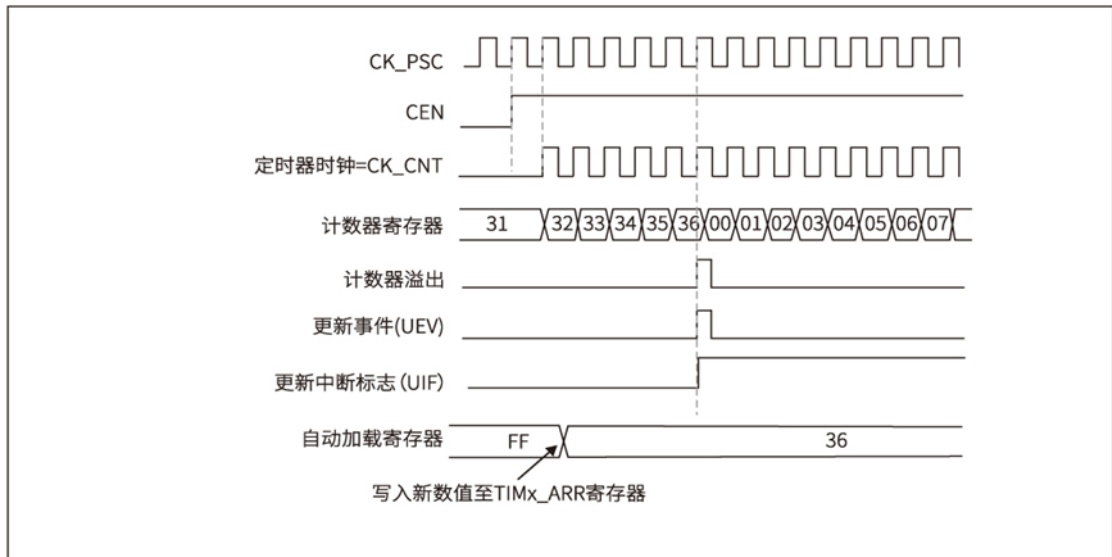 CK_PSC
CEN
定时器时钟=CK_CNT
计数器寄存器 31 32 33 34 35 36 00 01 02 03 04 05 06 07
计数器溢出
更新事件(UEV)
更新中断标志(UIF)
自动加载寄存器 FF 36
写入新数值至TIMx_ARR寄存器